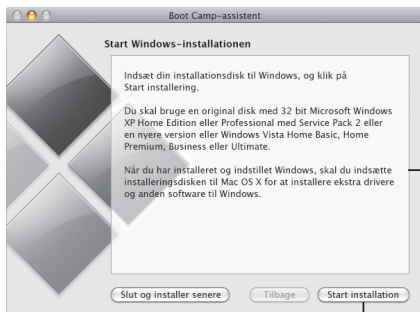 Boot Camp-assistent
Start Windows-installationen
Indsæt din installationsdisk til Windows, og klik på
Start installering.
Du skal bruge en original disk med 32 bit Microsoft Windows
XP Home Edition eller Professional med Service Pack 2 eller
en nyere version eller Windows Vista Home Basic, Home
Premium, Business eller Ultimate.
Når du har installeret og indstillet Windows, skal du indsætte
installeringsdisken til Mac OS X for at installere ekstra drivere
og anden software til Windows.
Slut og installer senere
Tilbage
Start installation